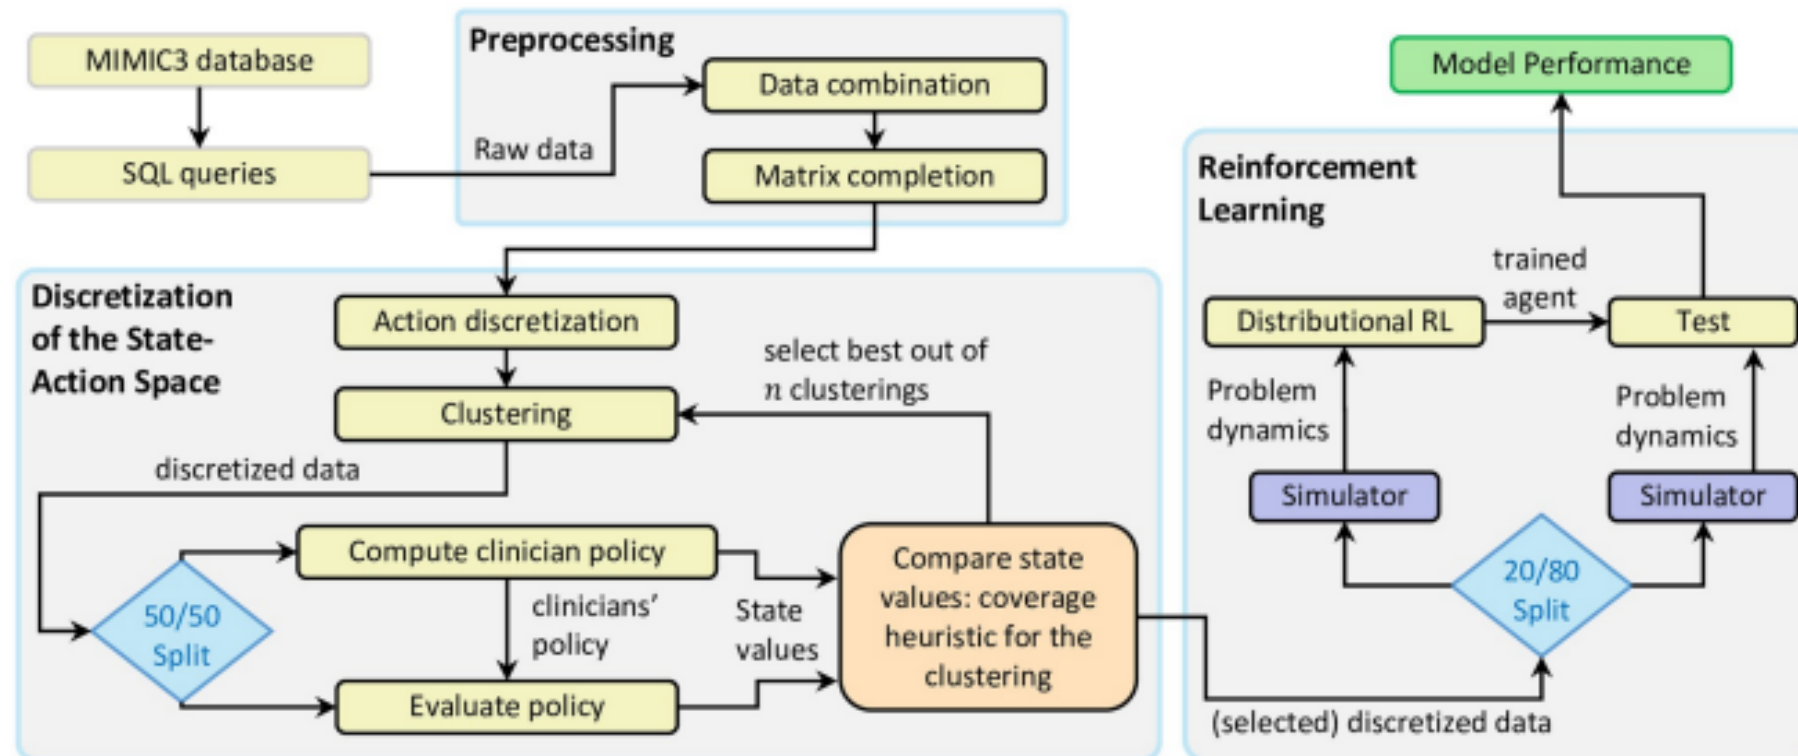 MIMIC3 database
SQL queries
Preprocessing
Raw data
Data combination
Matrix completion
Discretization
of the State-
Action Space
Action discretization
Clustering
select best out of
n clusterings
discretized data
50/50
Split
Compute clinician policy
clinicians’
policy
Evaluate policy
State
values
Compare state
values: coverage
heuristic for the
clustering
(selected) discretized data
Model Performance
Reinforcement
Learning
Distributional RL
trained
agent
Test
Problem
dynamics
Problem
dynamics
Simulator
Simulator
20/80
Split